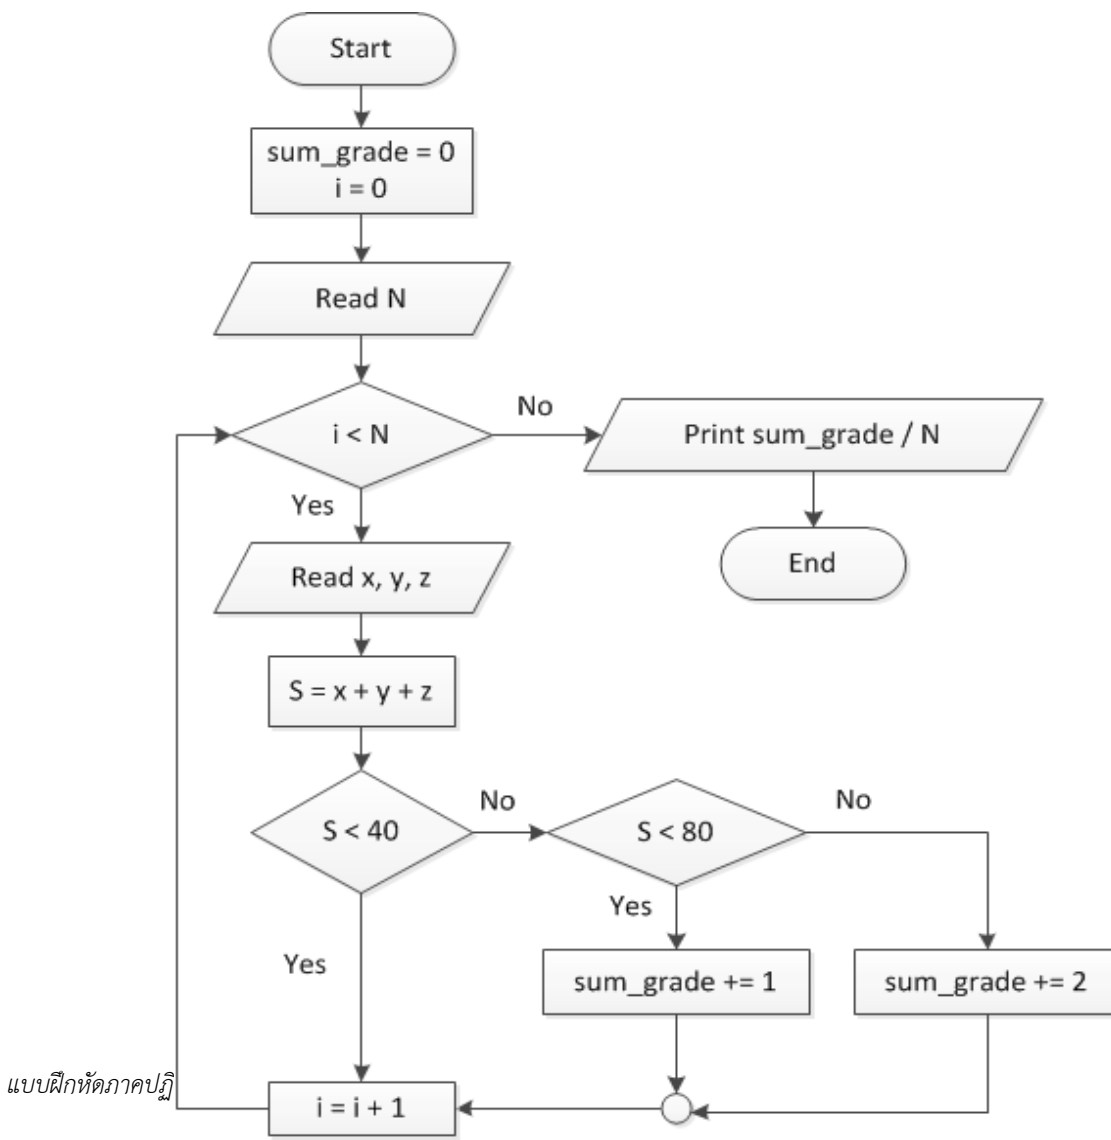 Start
sum_grade = 0
i = 0
Read N
i < N
No
Print sum_grade / N
Yes
End
Read x, y, z
S = x + y + z
S < 40
No
S < 80
No
Yes
Yes
sum_grade += 1
sum_grade += 2
แบบฝึกหัดภาคปฏิ
i = i + 1